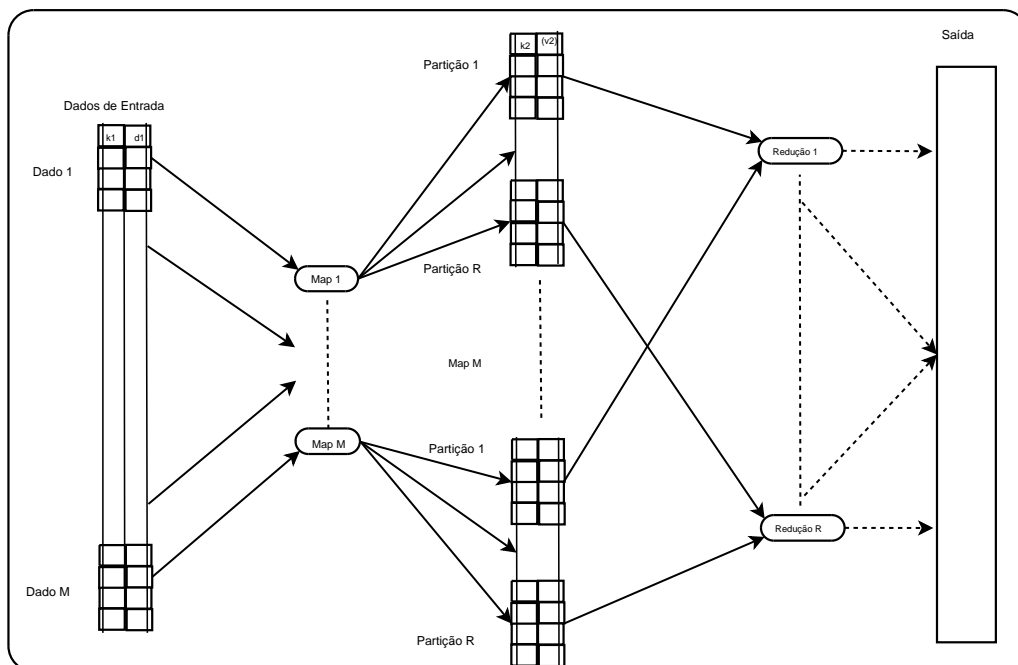 Saída
Partição 1
k2
(v2)
Dados de Entrada
k1
d1
Dado 1
Redução 1
Map 1
Partição R
Map M
Map M
Partição 1
Redução R
Dado M
Partição R